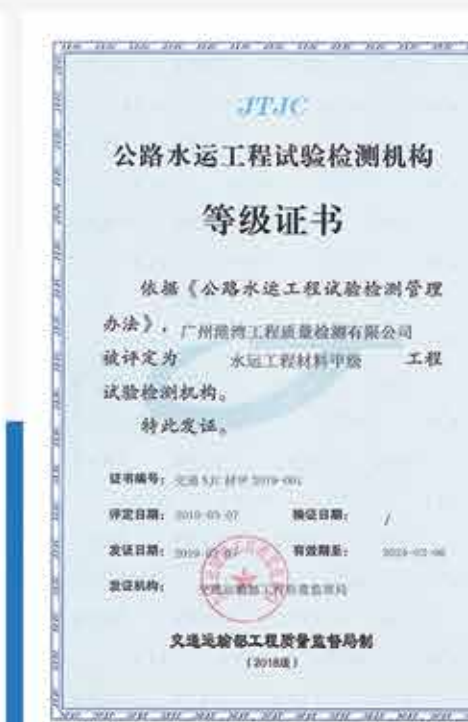 JTJC
公路水运工程试验检测机构
等级证书
依据《公路水运工程试验检测管理
办法》，广州港湾工程质量检测有限公司
被评定为 水运工程材料甲级 工程
试验检测机构。
特此发证。
证书编号：
评定日期：2019-03-07 换证日期：/
发证日期： 有效期至：
发证机构：
交通运输部工程质量监督局制
（2018版）